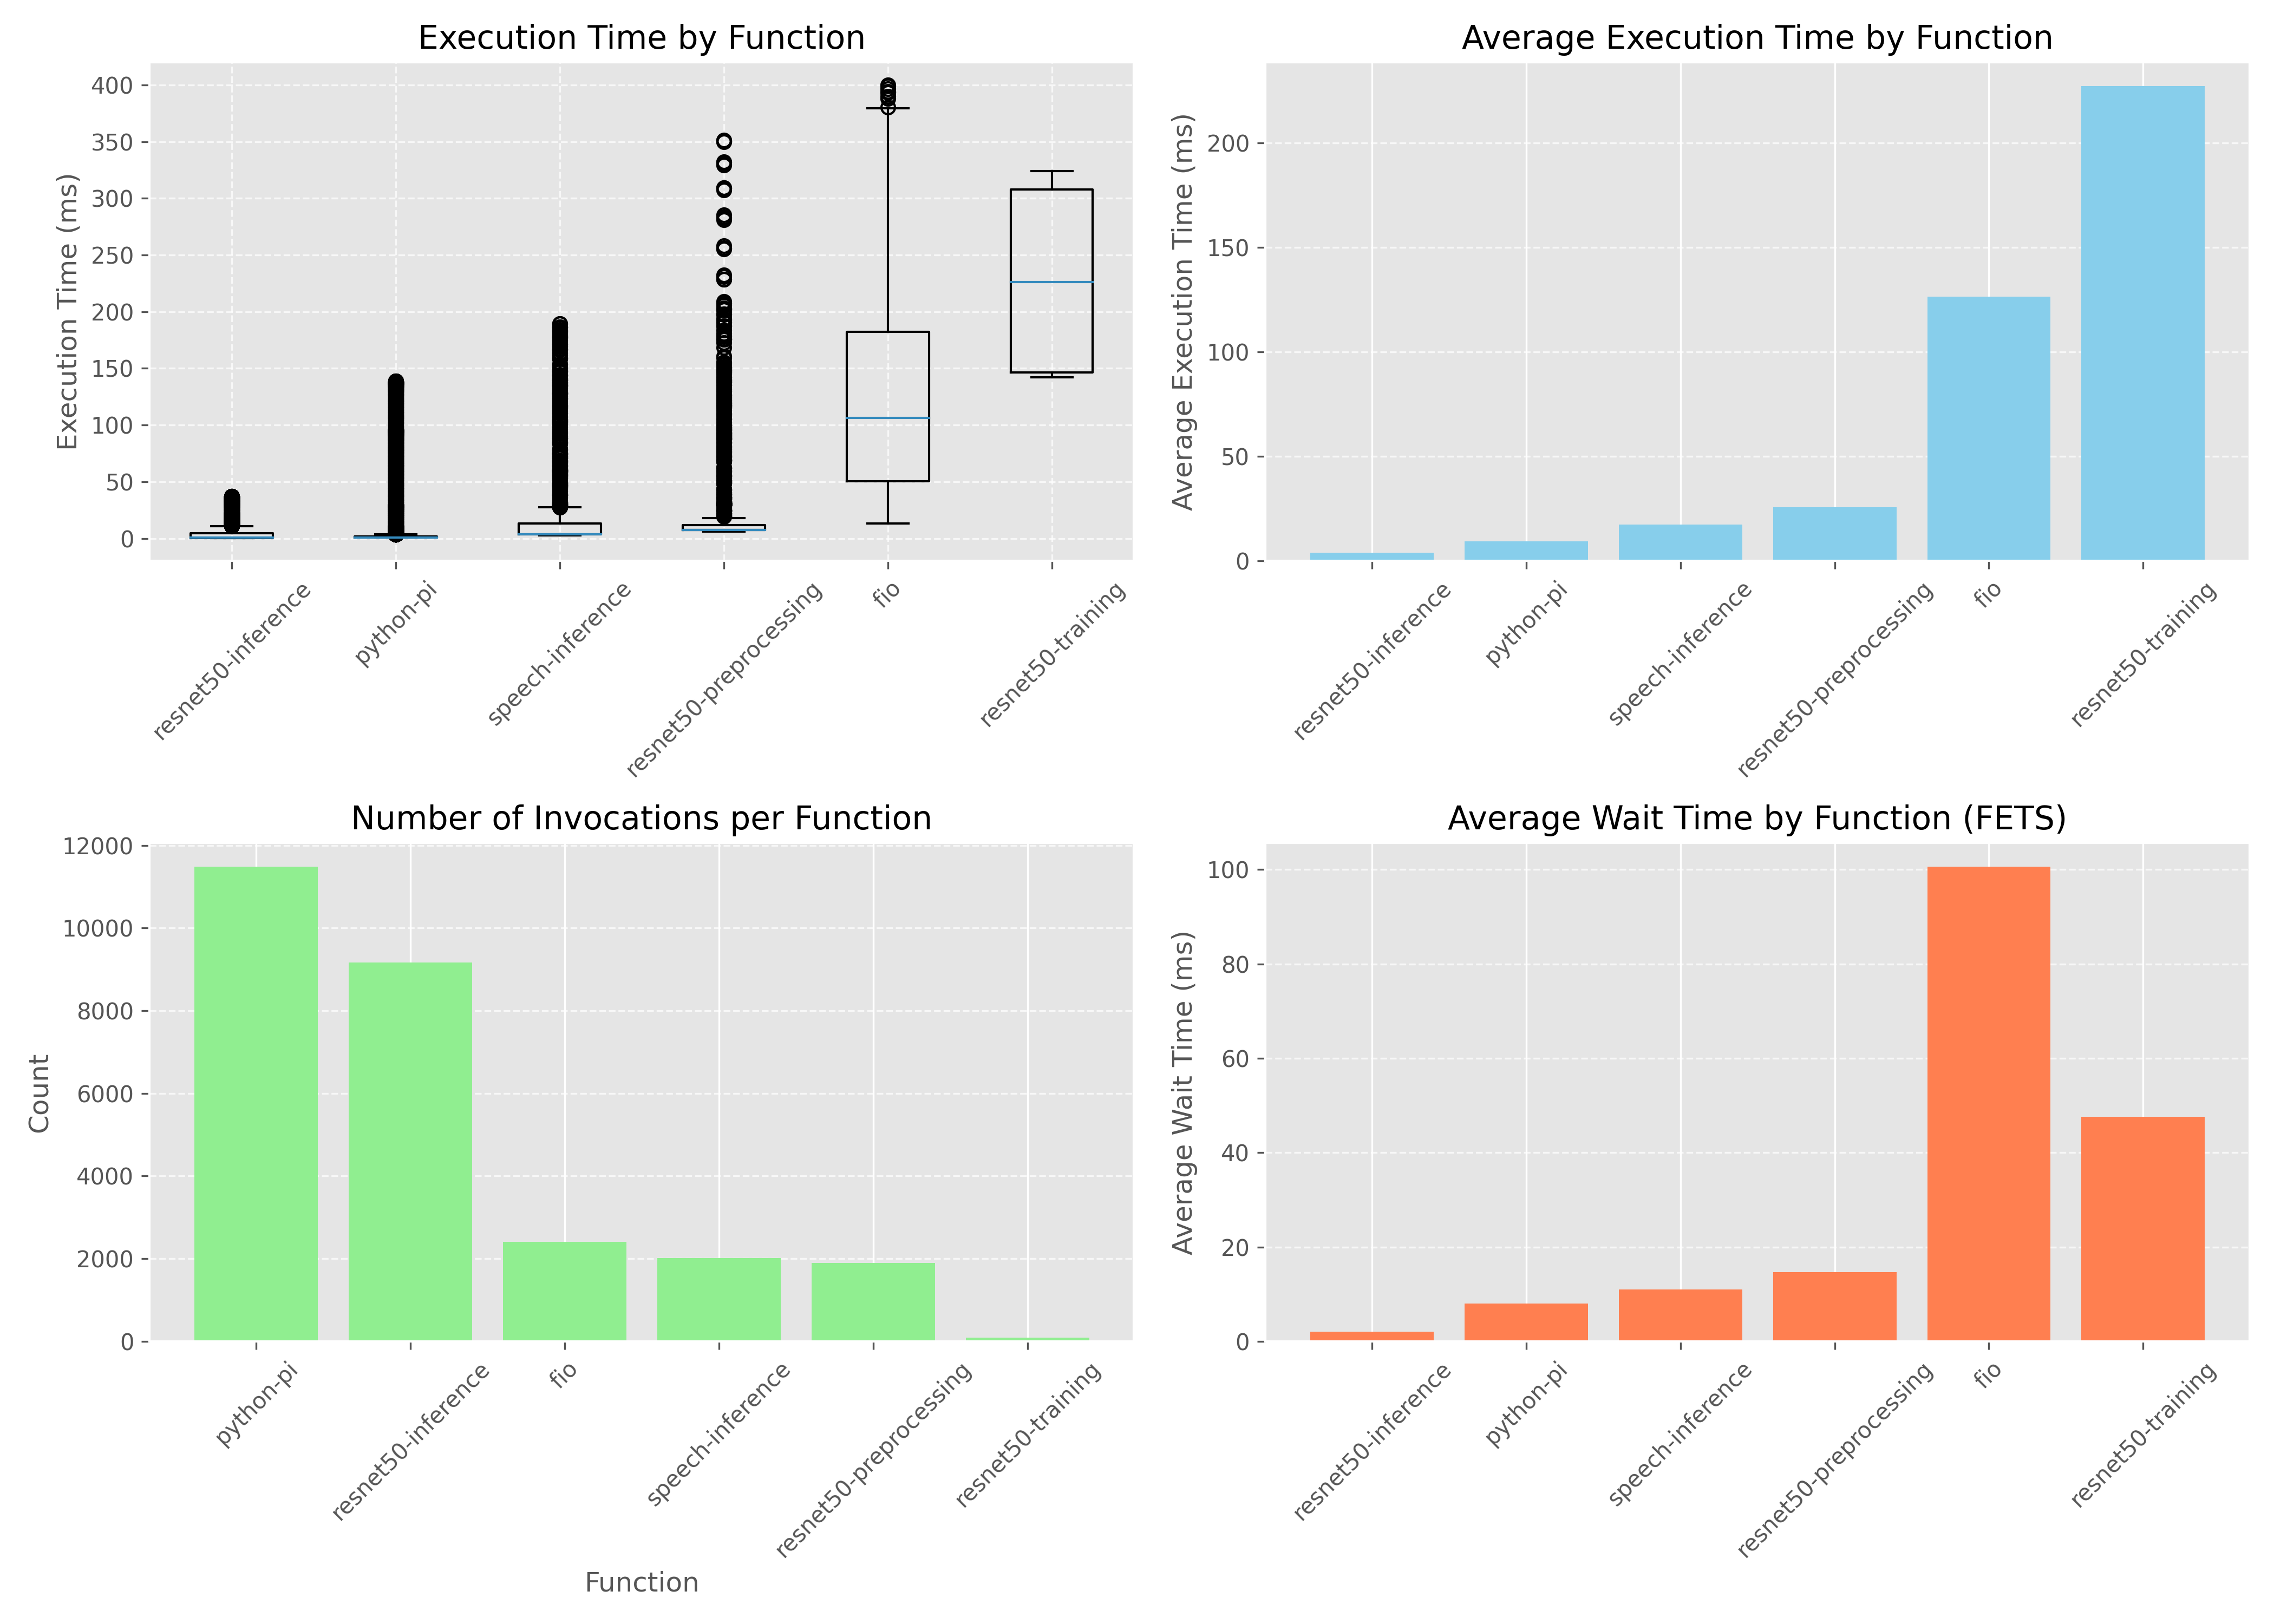 Execution Time by Function
Execution Time (ms)
400
350
300
250
200
150
100
50
0
resnet50-inference
python-pi
speech-inference
resnet50-preprocessing
fio
resnet50-training
Average Execution Time by Function
Average Execution Time (ms)
200
150
100
50
0
resnet50-inference
python-pi
speech-inference
resnet50-preprocessing
fio
resnet50-training
Number of Invocations per Function
Count
12000
10000
8000
6000
4000
2000
0
python-pi
resnet50-inference
fio
speech-inference
resnet50-preprocessing
resnet50-training
Function
Average Wait Time by Function (FETS)
Average Wait Time (ms)
100
80
60
40
20
0
resnet50-inference
python-pi
speech-inference
resnet50-preprocessing
fio
resnet50-training